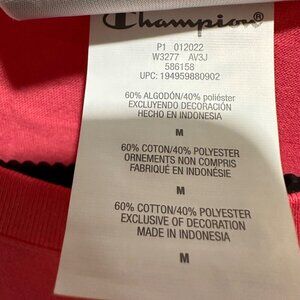 Champion®
P1 012022
W3277 AV3J
586158
UPC: 194959880902
60% ALGODÓN/40% poliéster
EXCLUYENDO DECORACIÓN
HECHO EN INDONESIA
M
60% COTON/40% POLYESTER
ORNEMENTS NON COMPRIS
FABRIQUÉ EN INDONÉSIE
M
60% COTTON/40% POLYESTER
EXCLUSIVE OF DECORATION
MADE IN INDONESIA
M